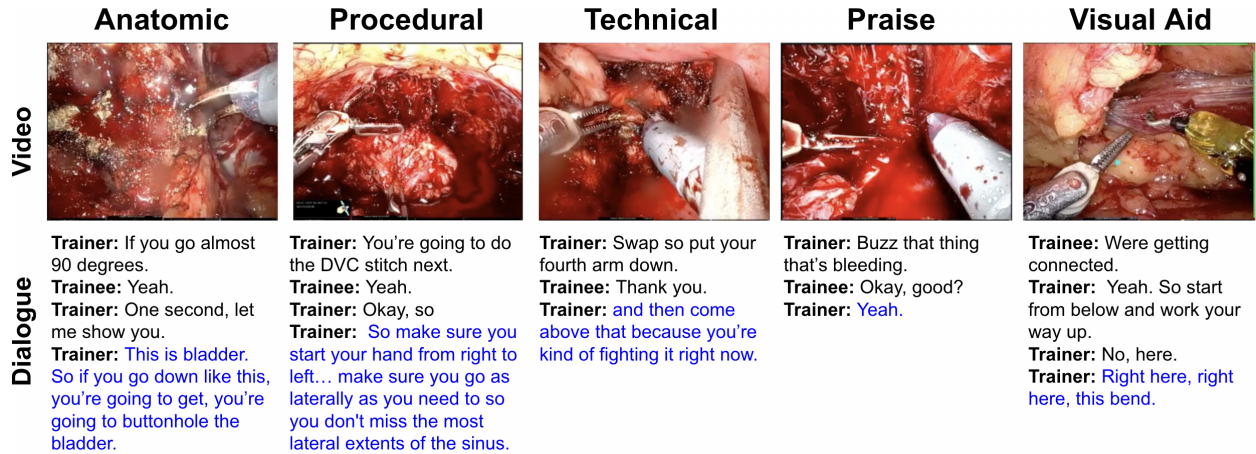 Anatomic
Procedural
Technical
Praise
Visual Aid
Video
Dialogue
Trainer: If you go almost
90 degrees.
Trainee: Yeah.
Trainer: One second, let
me show you.
Trainer: This is bladder.
So if you go down like this,
you're going to get, you're
going to buttonhole the
bladder.
Trainer: You're going to do
the DVC stitch next.
Trainee: Yeah.
Trainer: Okay, so
Trainer: So make sure you
start your hand from right to
left… make sure you go as
laterally as you need to so
you don't miss the most
lateral extents of the sinus.
Trainer: Swap so put your
fourth arm down.
Trainee: Thank you.
Trainer: and then come
above that because you're
kind of fighting it right now.
Trainer: Buzz that thing
that's bleeding.
Trainee: Okay, good?
Trainer: Yeah.
Trainee: Were getting
connected.
Trainer: Yeah. So start
from below and work your
way up.
Trainer: No, here.
Trainer: Right here, right
here, this bend.